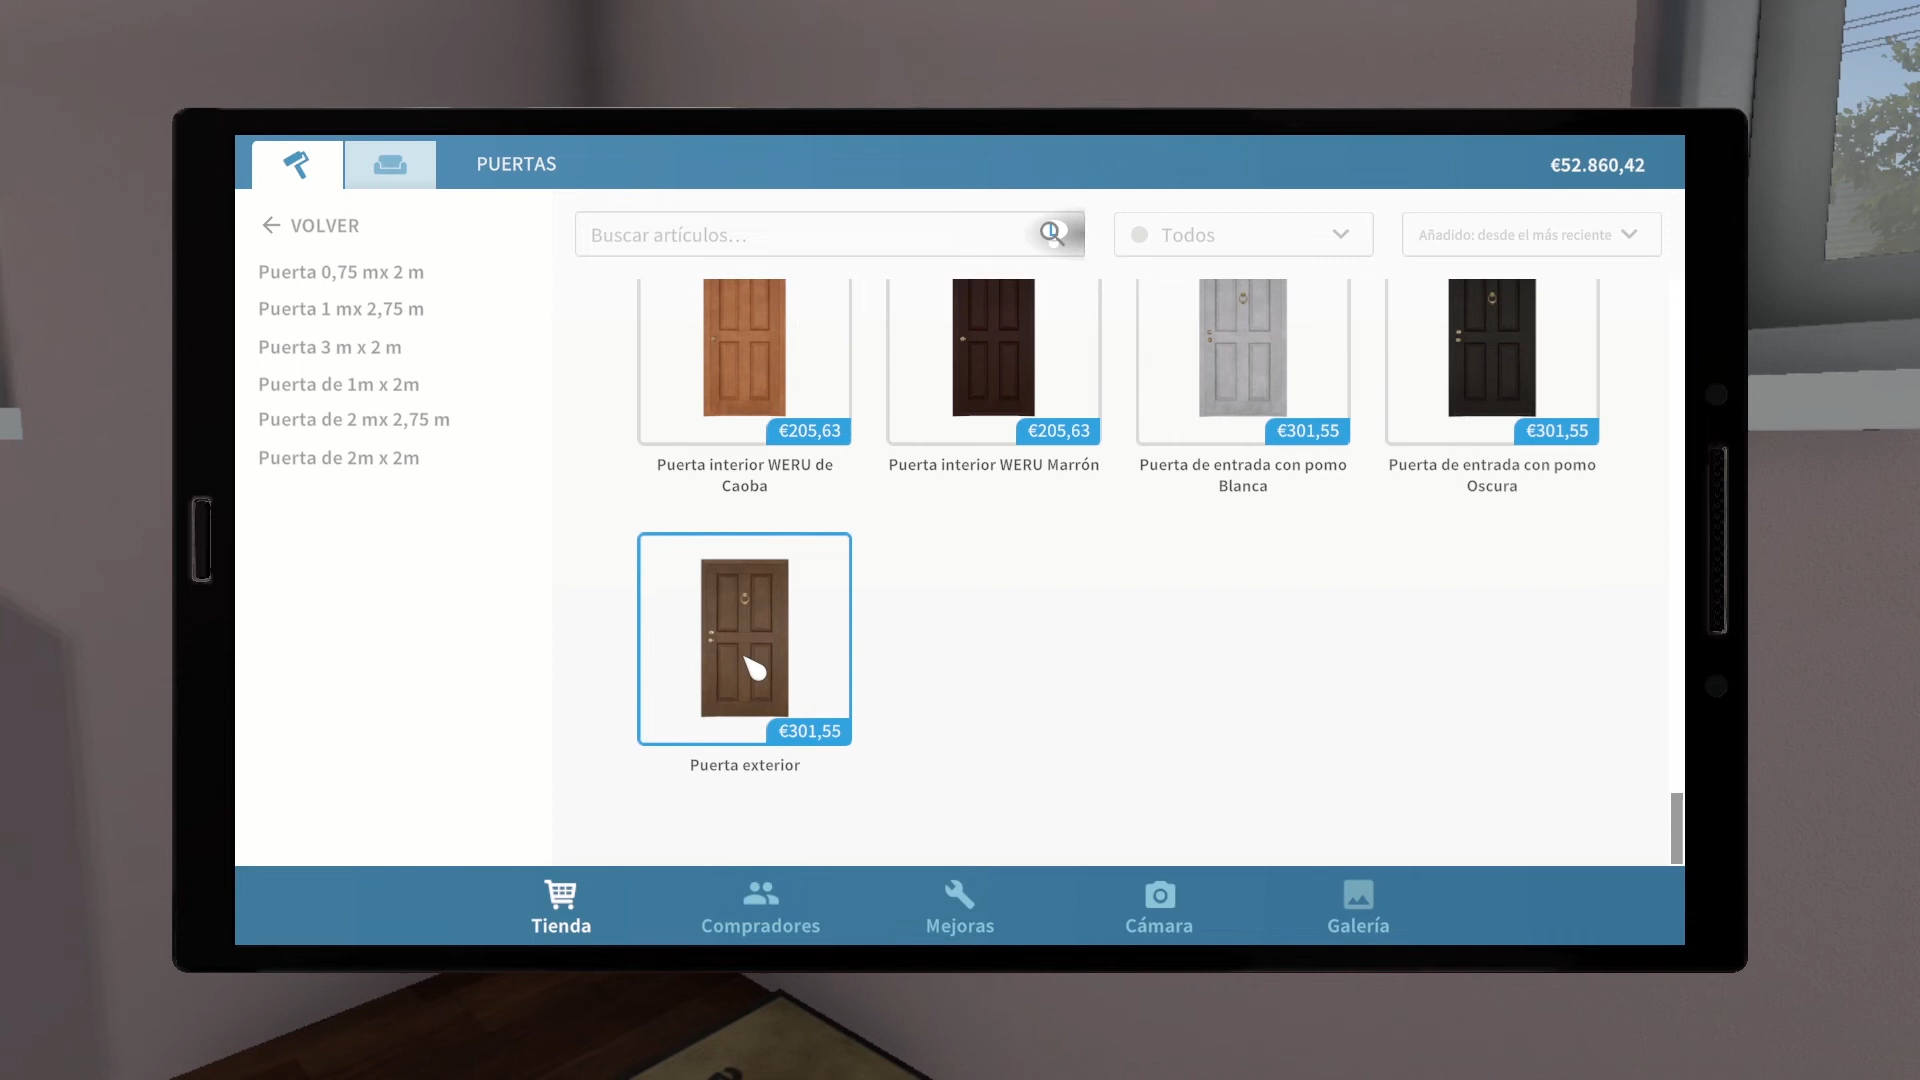 PUERTAS
€52.860,42
VOLVER
Puerta 0,75 mx 2 m
Puerta 1 mx 2,75 m
Puerta 3 m x 2 m
Puerta de 1m x 2m
Puerta de 2 mx 2,75 m
Puerta de 2m x 2m
Buscar artículos...
Todos
Añadido: desde el más reciente
€205,63
€205,63
€301,55
€301,55
Puerta interior WERU de
Caoba
Puerta interior WERU Marrón
Puerta de entrada con pomo
Blanca
Puerta de entrada con pomo
Oscura
€301,55
Puerta exterior
Tienda
Compradores
Mejoras
Cámara
Galería